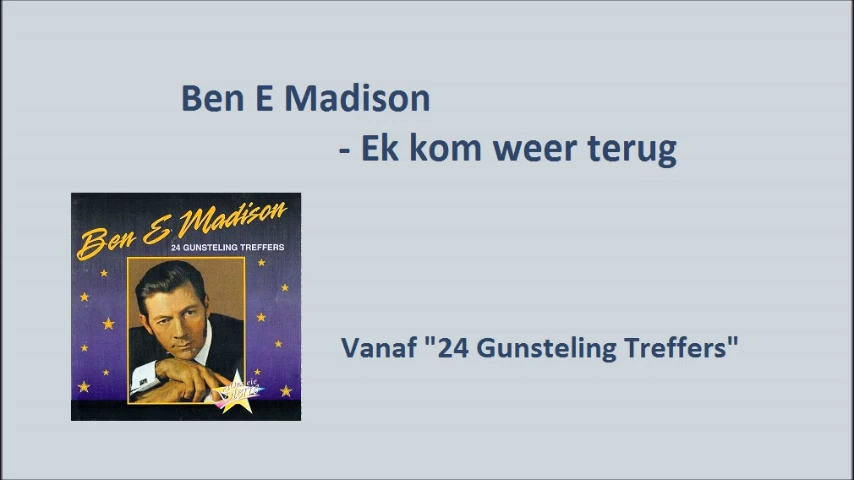 Ben E Madison
- Ek kom weer terug
Ben E Madison
24 GUNSTELING TREFFERS
Vanaf "24 Gunsteling Treffers"